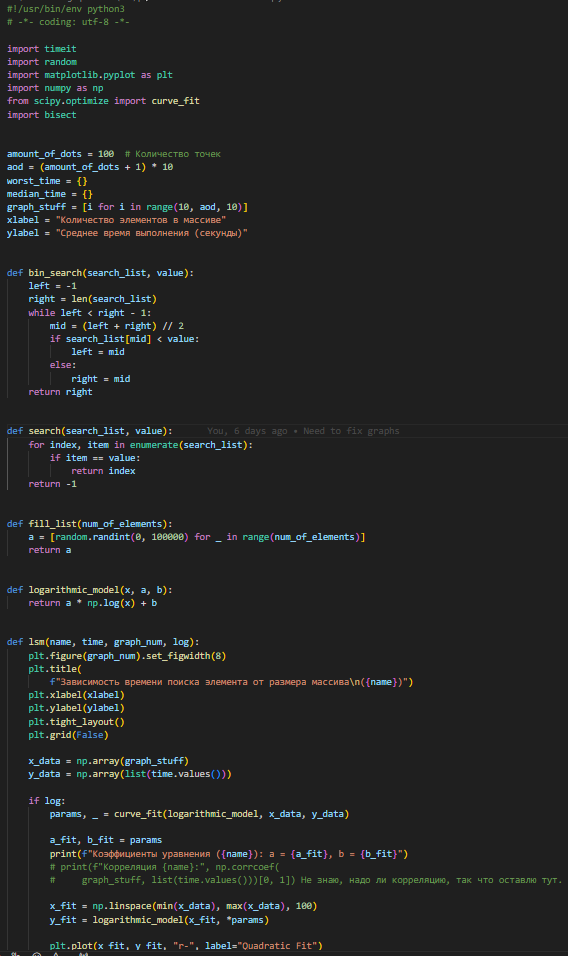 #!/usr/bin/env python3
# -*- coding: utf-8 -*-

import timeit
import random
import matplotlib.pyplot as plt
import numpy as np
from scipy.optimize import curve_fit
import bisect


amount_of_dots = 100  # Количество точек
aod = (amount_of_dots + 1) * 10
worst_time = {}
median_time = {}
graph_stuff = [i for i in range(10, aod, 10)]
xlabel = "Количество элементов в массиве"
ylabel = "Среднее время выполнения (секунды)"


def bin_search(search_list, value):
    left = -1
    right = len(search_list)
    while left < right - 1:
        mid = (left + right) // 2
        if search_list[mid] < value:
            left = mid
        else:
            right = mid
    return right


def search(search_list, value):      You, 6 days ago • Need to fix graphs
    for index, item in enumerate(search_list):
        if item == value:
            return index
    return -1


def fill_list(num_of_elements):
    a = [random.randint(0, 100000) for _ in range(num_of_elements)]
    return a


def logarithmic_model(x, a, b):
    return a * np.log(x) + b


def lsm(name, time, graph_num, log):
    plt.figure(graph_num).set_figwidth(8)
    plt.title(
        f"Зависимость времени поиска элемента от размера массива\n({name})")
    plt.xlabel(xlabel)
    plt.ylabel(ylabel)
    plt.tight_layout()
    plt.grid(False)

    x_data = np.array(graph_stuff)
    y_data = np.array(list(time.values()))

    if log:
        params, _ = curve_fit(logarithmic_model, x_data, y_data)

        a_fit, b_fit = params
        print(f"Коэффициенты уравнения ({name}): a = {a_fit}, b = {b_fit}")
        # print(f"Корреляция {name}:", np.corrcoef(
        #     graph_stuff, list(time.values()))[0, 1]) Не знаю, надо ли корреляцию, так что оставлю тут.

        x_fit = np.linspace(min(x_data), max(x_data), 100)
        y_fit = logarithmic_model(x_fit, *params)

        plt.plot(x_fit, y_fit, "r-", label="Quadratic Fit")